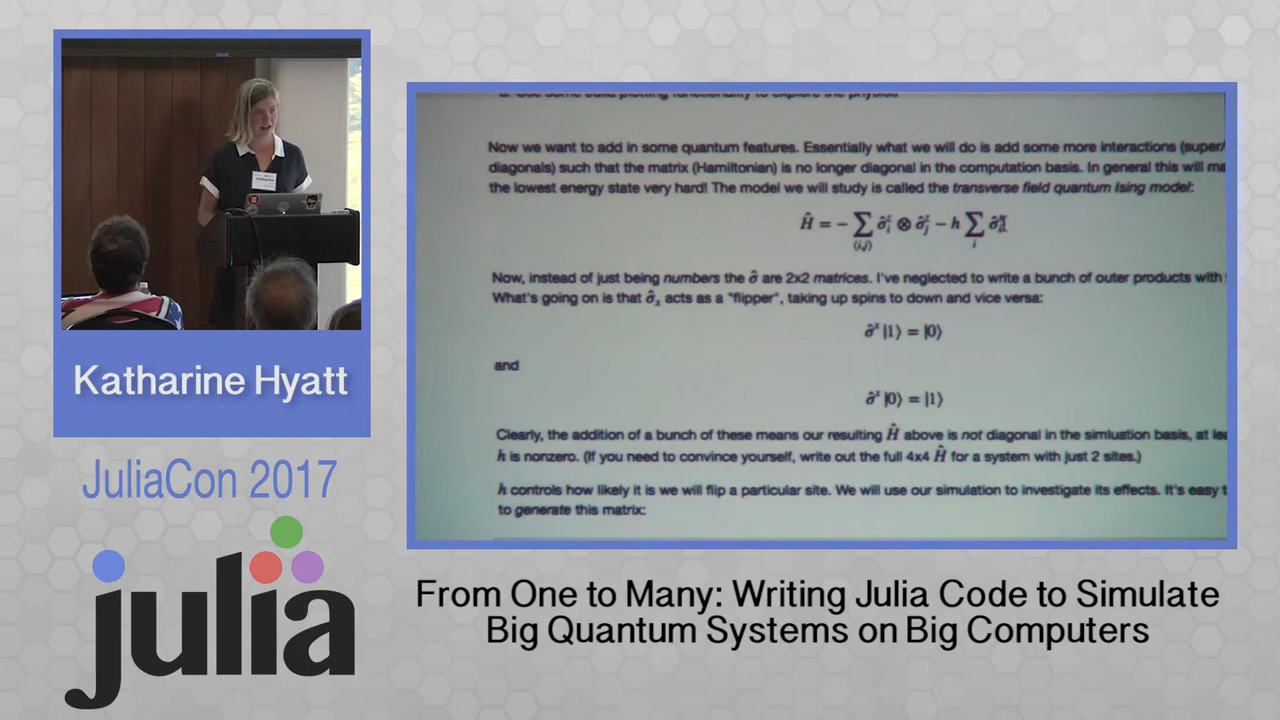 Now we want to add in some quantum features. Essentially what we will do is add some more interactions (super/
diagonals) such that the matrix (Hamiltonian) is no longer diagonal in the computation basis. In general this will ma
the lowest energy state very hard! The model we will study is called the transverse field quantum Ising model:
Now, instead of just being numbers the σ̂ are 2x2 matrices. I've neglected to write a bunch of outer products with
What's going on is that σ̂ₓ acts as a "flipper", taking up spins to down and vice versa:
σ̂ˣ |1⟩ = |0⟩
and
σ̂ˣ |0⟩ = |1⟩
Clearly, the addition of a bunch of these means our resulting Ĥ above is not diagonal in the simluation basis, at lea
h is nonzero. (If you need to convince yourself, write out the full 4x4 Ĥ for a system with just 2 sites.)
h controls how likely it is we will flip a particular site. We will use our simulation to investigate its effects. It's easy t
to generate this matrix:
Katharine Hyatt
JuliaCon 2017
julia
From One to Many: Writing Julia Code to Simulate
Big Quantum Systems on Big Computers